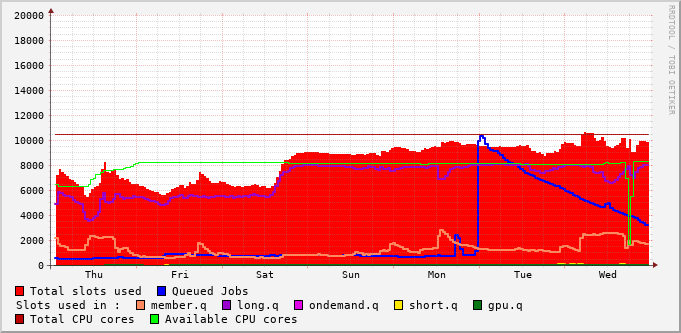 20000
18000
16000
14000
12000
10000
8000
6000
4000
2000
0
Thu Fri Sat Sun Mon Tue Wed
RRDTOOL / TOBI OETIKER
Total slots used Queued Jobs
Slots used in : member.q long.q ondemand.q short.q gpu.q
Total CPU cores Available CPU cores